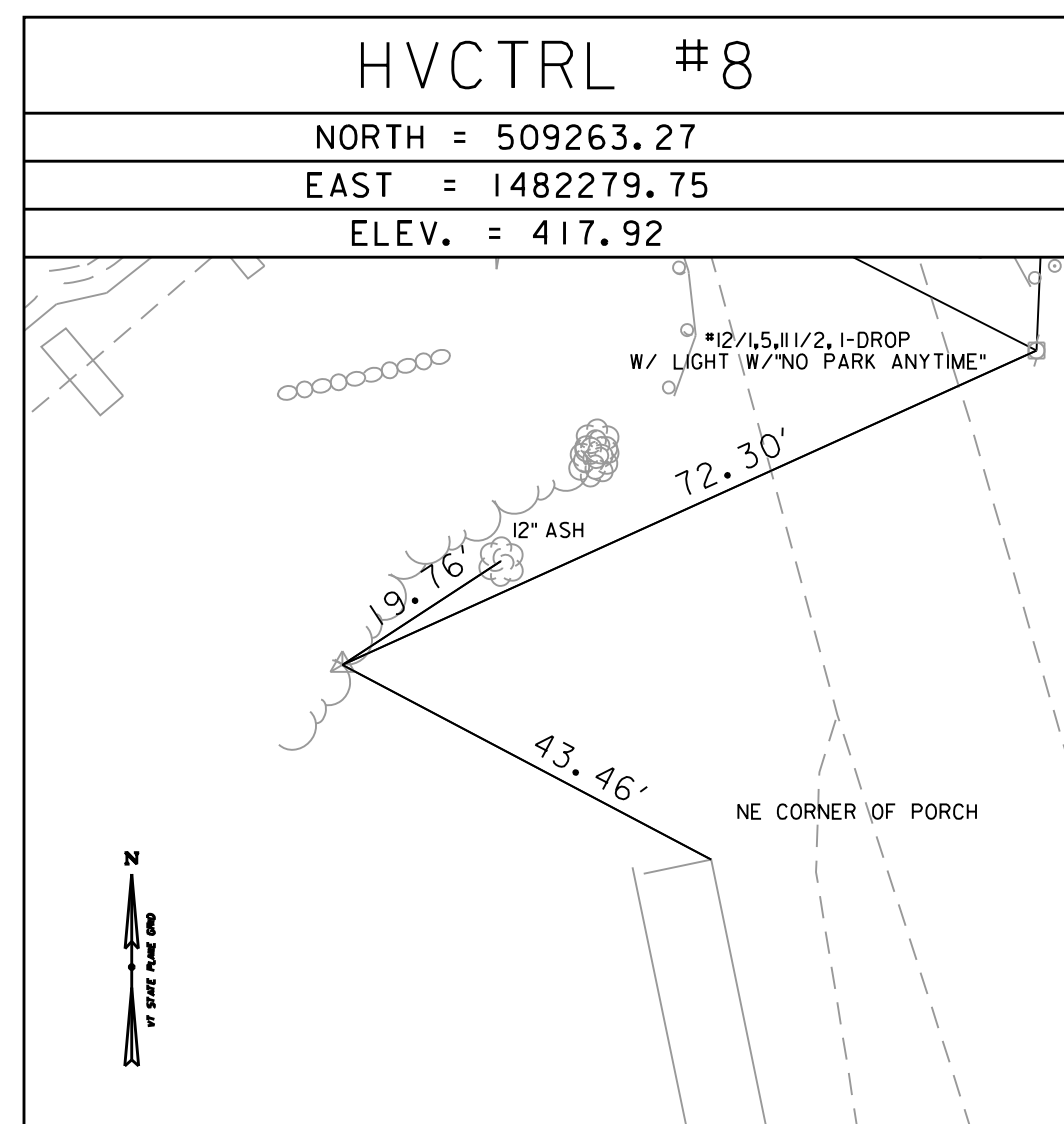 HVCTRL #8
NORTH = 509263.27
EAST = 1482279.75
ELEV. = 417.92
#12/1,5,11 1/2, 1-DROP
W/ LIGHT W/"NO PARK ANYTIME"
72.30'
12" ASH
19.76'
43.46'
NE CORNER OF PORCH
N
VT STATE PLANE GRID